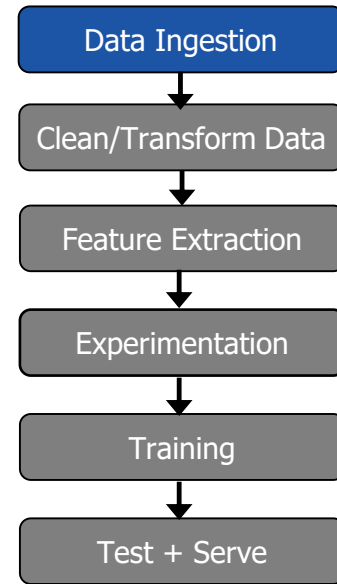 Data Ingestion
Clean/Transform Data
Feature Extraction
Experimentation
Training
Test + Serve